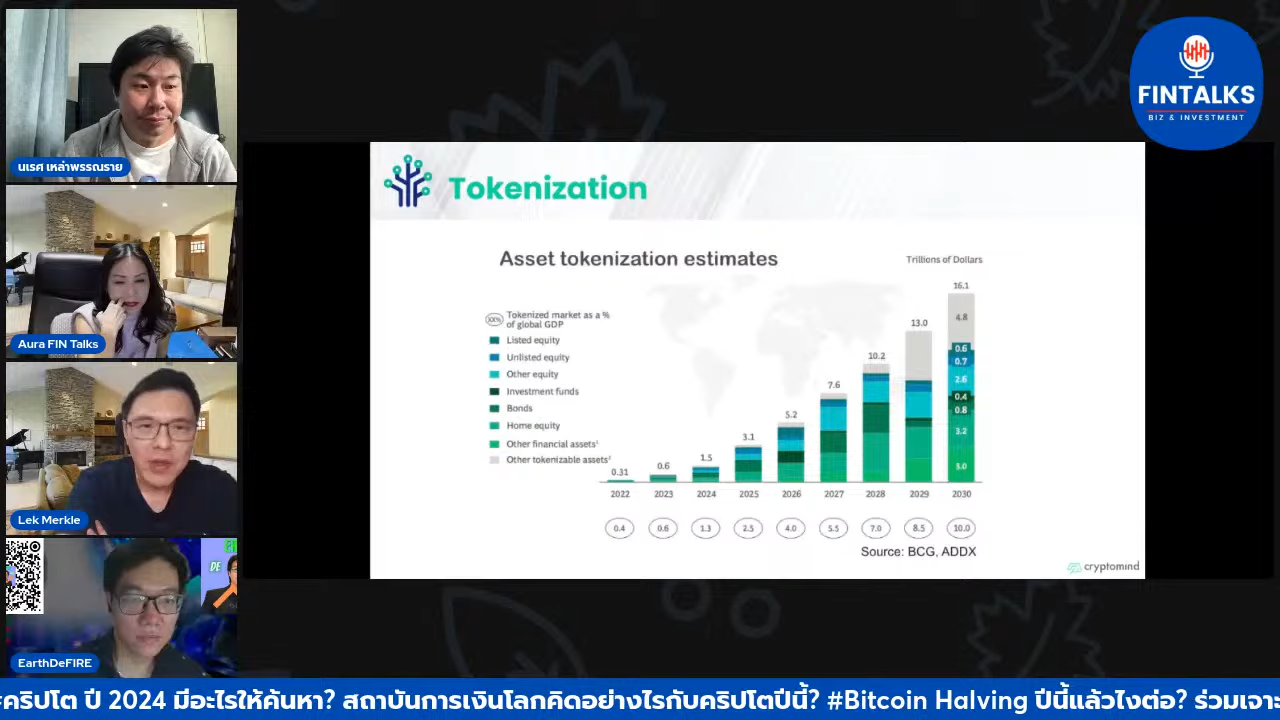 นเรศ เหล่าพรรณราย
Aura FIN Talks
Lek Merkle
DE
EarthDeFIRE
FINTALKS
BIZ & INVESTMENT
Tokenization
Asset tokenization estimates
Trillions of Dollars
XX%
Tokenized market as a %
of global GDP
Listed equity
Unlisted equity
Other equity
Investment funds
Bonds
Home equity
Other financial assets¹
Other tokenizable assets²
0.31
0.6
1.5
3.1
5.2
7.6
10.2
13.0
16.1
4.8
0.6
0.7
2.6
0.4
0.8
3.2
3.0
2022 2023 2024 2025 2026 2027 2028 2029 2030
0.4 0.6 1.3 2.5 4.0 5.5 7.0 8.5 10.0
Source: BCG, ADDX
cryptomind
คริปโต ปี 2024 มีอะไรให้ค้นหา? สถาบันการเงินโลกคิดอย่างไรกับคริปโตปีนี้? #Bitcoin Halving ปีนี้แล้วไงต่อ? ร่วมเจาะ